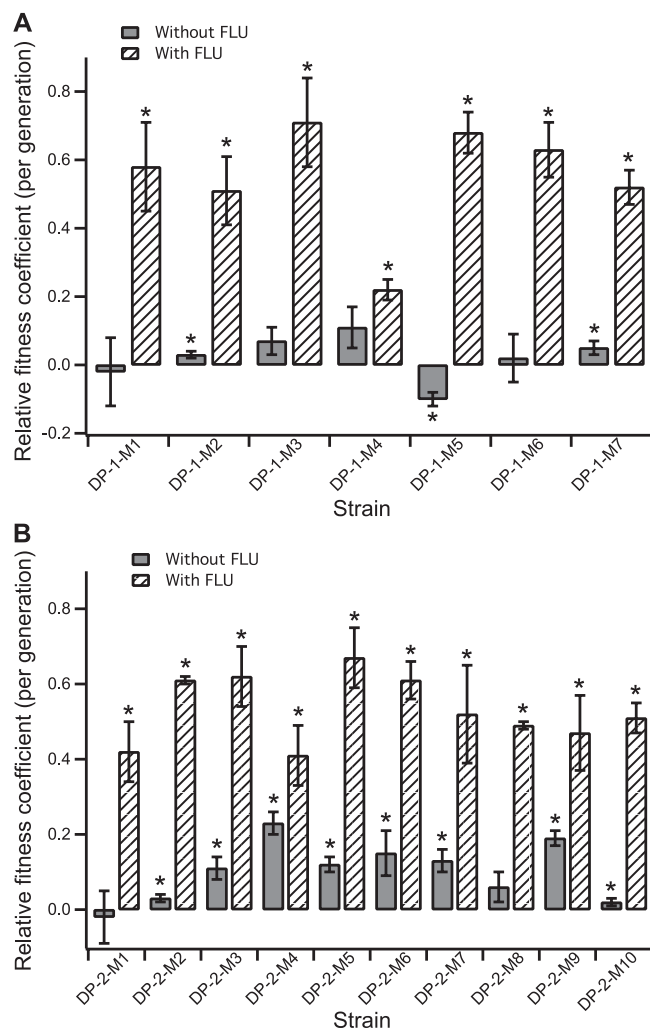 A
Without FLU
With FLU
Relative fitness coefficient (per generation)
0.8
0.6
0.4
0.2
0.0
-0.2
* * * * * * * * * *
DP-1-M1 DP-1-M2 DP-1-M3 DP-1-M4 DP-1-M5 DP-1-M6 DP-1-M7
Strain
B
Without FLU
With FLU
Relative fitness coefficient (per generation)
0.8
0.6
0.4
0.2
0.0
* * * * * * * * * * * * * * * * * *
DP-2-M1 DP-2-M2 DP-2-M3 DP-2-M4 DP-2-M5 DP-2-M6 DP-2-M7 DP-2-M8 DP-2-M9 DP-2-M10
Strain